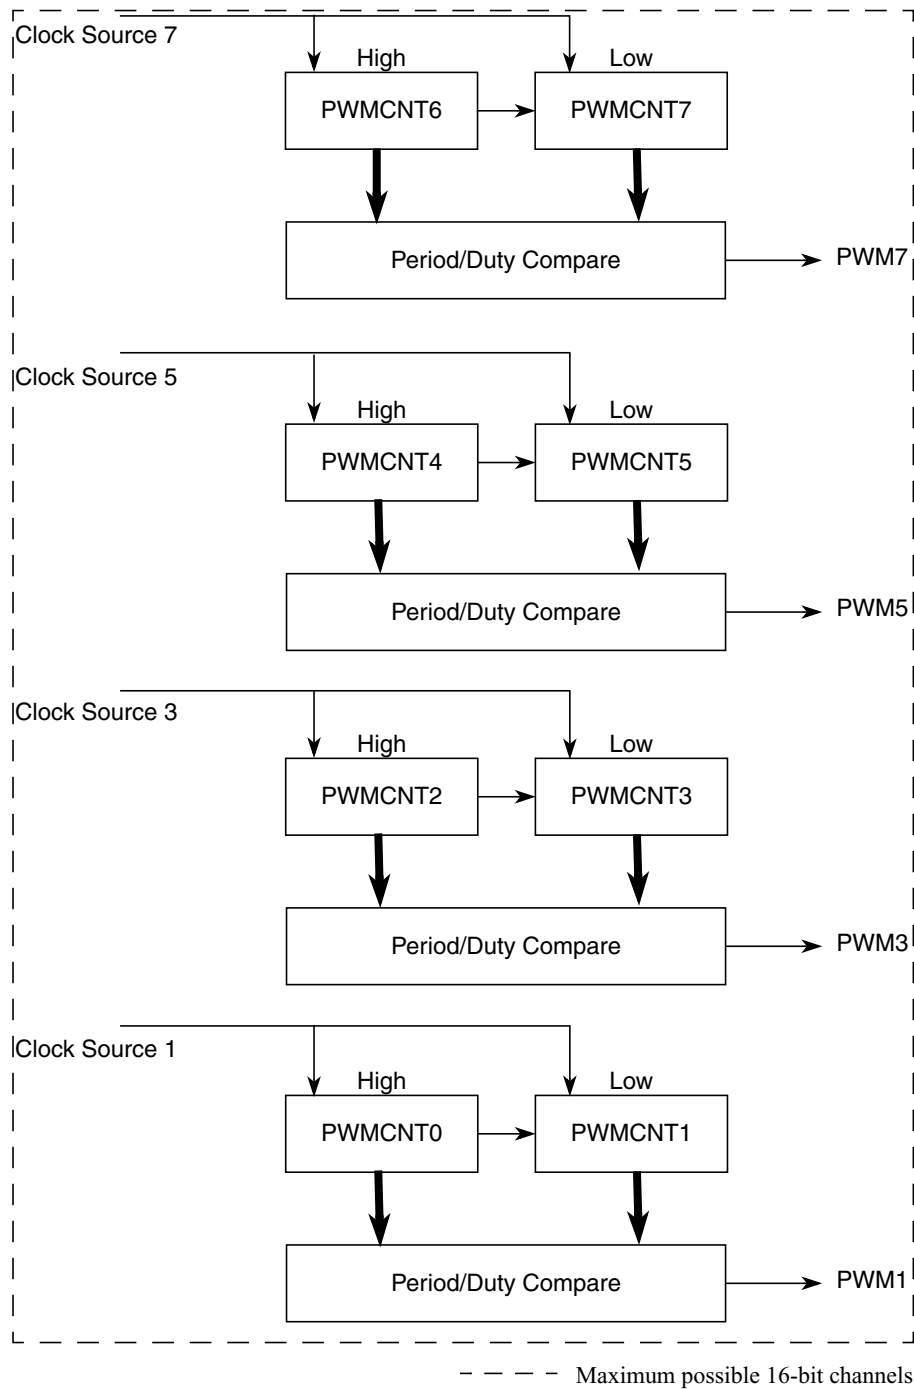 Clock Source 7
High
Low
PWMCNT6
PWMCNT7
Period/Duty Compare
PWM7
Clock Source 5
High
Low
PWMCNT4
PWMCNT5
Period/Duty Compare
PWM5
Clock Source 3
High
Low
PWMCNT2
PWMCNT3
Period/Duty Compare
PWM3
Clock Source 1
High
Low
PWMCNT0
PWMCNT1
Period/Duty Compare
PWM1
Maximum possible 16-bit channels